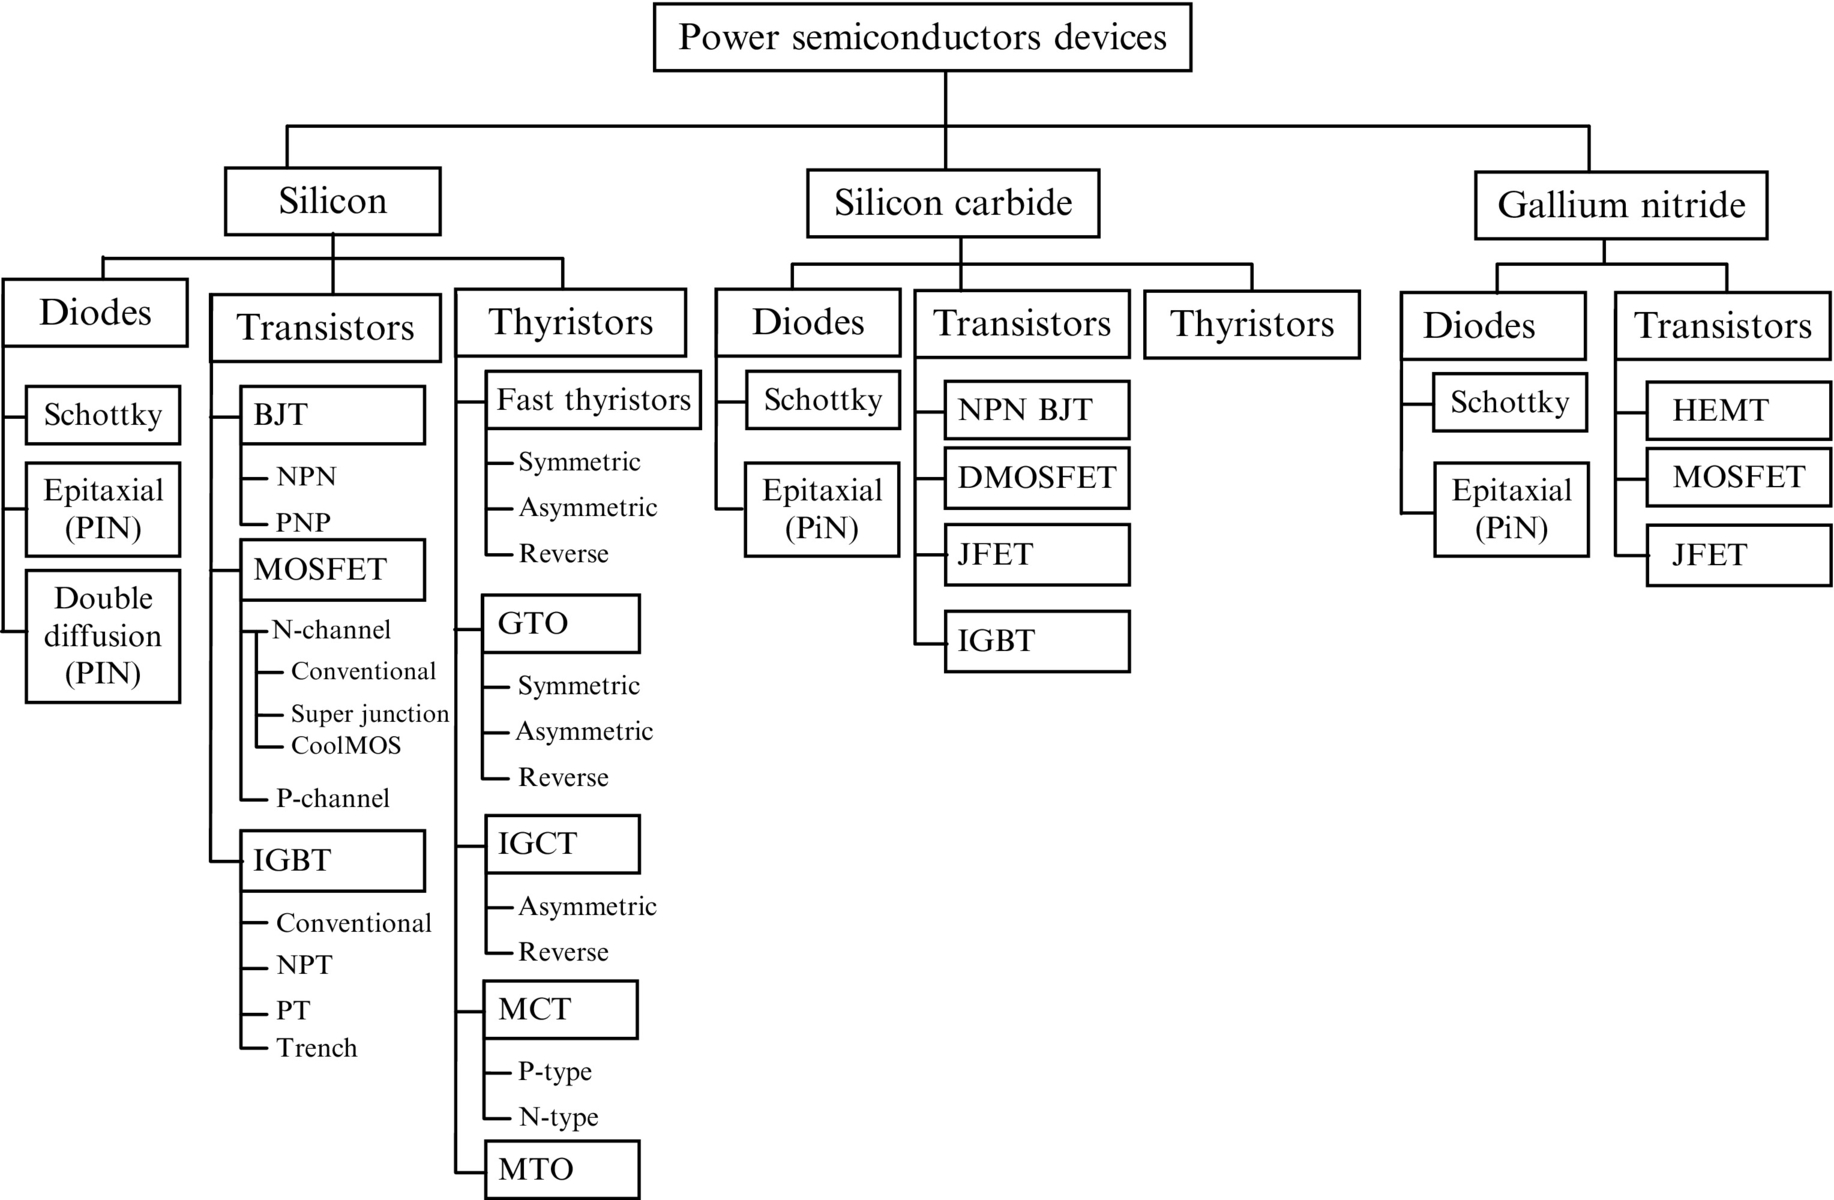 Power semiconductors devices
Silicon
Silicon carbide
Gallium nitride
Diodes
Schottky
Epitaxial
(PIN)
Double
diffusion
(PIN)
Transistors
BJT
NPN
PNP
MOSFET
N-channel
Conventional
Super junction
CoolMOS
P-channel
IGBT
Conventional
NPT
PT
Trench
Thyristors
Fast thyristors
Symmetric
Asymmetric
Reverse
GTO
Symmetric
Asymmetric
Reverse
IGCT
Asymmetric
Reverse
MCT
P-type
N-type
MTO
Diodes
Schottky
Epitaxial
(PiN)
Transistors
NPN BJT
DMOSFET
JFET
IGBT
Thyristors
Diodes
Schottky
Epitaxial
(PiN)
Transistors
HEMT
MOSFET
JFET